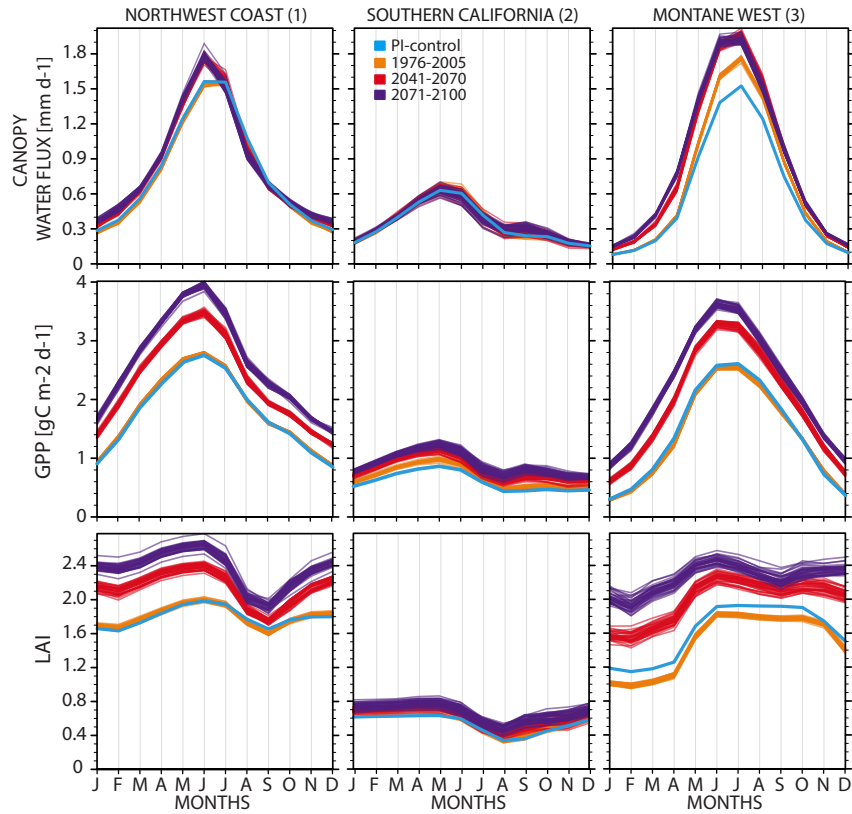 NORTHWEST COAST (1) SOUTHERN CALIFORNIA (2) MONTANE WEST (3)
CANOPY
WATER FLUX [mm d-1]
1.8
1.5
1.2
0.9
0.6
0.3
0
PI-control
1976-2005
2041-2070
2071-2100
J F M A M J J A S O N D J F M A M J J A S O N D J F M A M J J A S O N D
GPP [gC m-2 d-1]
4
3
2
1
0
J F M A M J J A S O N D J F M A M J J A S O N D J F M A M J J A S O N D
LAI
2.4
2.0
1.6
1.2
0.8
0.4
0
J F M A M J J A S O N D J F M A M J J A S O N D J F M A M J J A S O N D
MONTHS MONTHS MONTHS